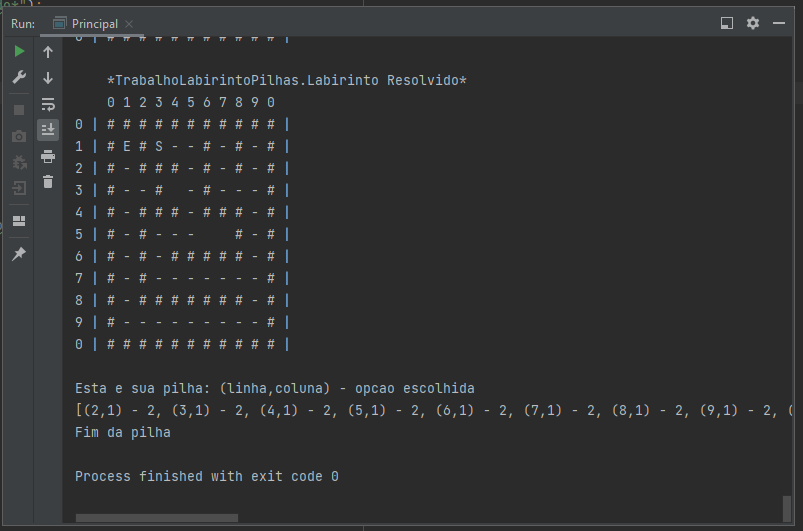 do*");
Run: Principal
0 | # # # # # # # # # # # |
*TrabalhoLabirintoPilhas.Labirinto Resolvido*
0 1 2 3 4 5 6 7 8 9 0
0 | # # # # # # # # # # # |
1 | # E # S - - # - # - # |
2 | # - # # # - # - # - # |
3 | # - - #   - # - - - # |
4 | # - # # # - # # # - # |
5 | # - # - - -     # - # |
6 | # - # - # # # # # - # |
7 | # - # - - - - - - - # |
8 | # - # # # # # # # - # |
9 | # - - - - - - - - - # |
0 | # # # # # # # # # # # |
Esta e sua pilha: (linha,coluna) - opcao escolhida
[(2,1) - 2, (3,1) - 2, (4,1) - 2, (5,1) - 2, (6,1) - 2, (7,1) - 2, (8,1) - 2, (9,1) - 2, (
Fim da pilha
Process finished with exit code 0